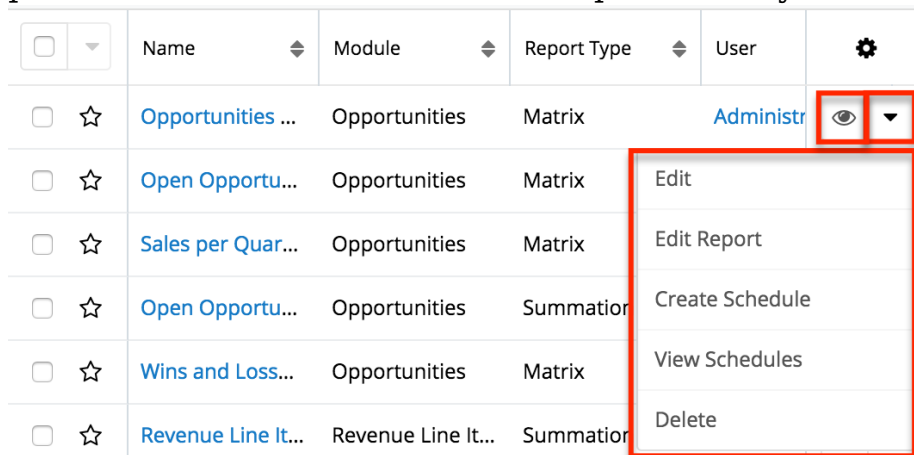 Name Module Report Type User
Opportunities ... Opportunities Matrix Administr
Open Opportu... Opportunities Matrix Edit
Sales per Quar... Opportunities Matrix Edit Report
Open Opportu... Opportunities Summation Create Schedule
Wins and Loss... Opportunities Matrix View Schedules
Revenue Line It... Revenue Line It... Summation Delete